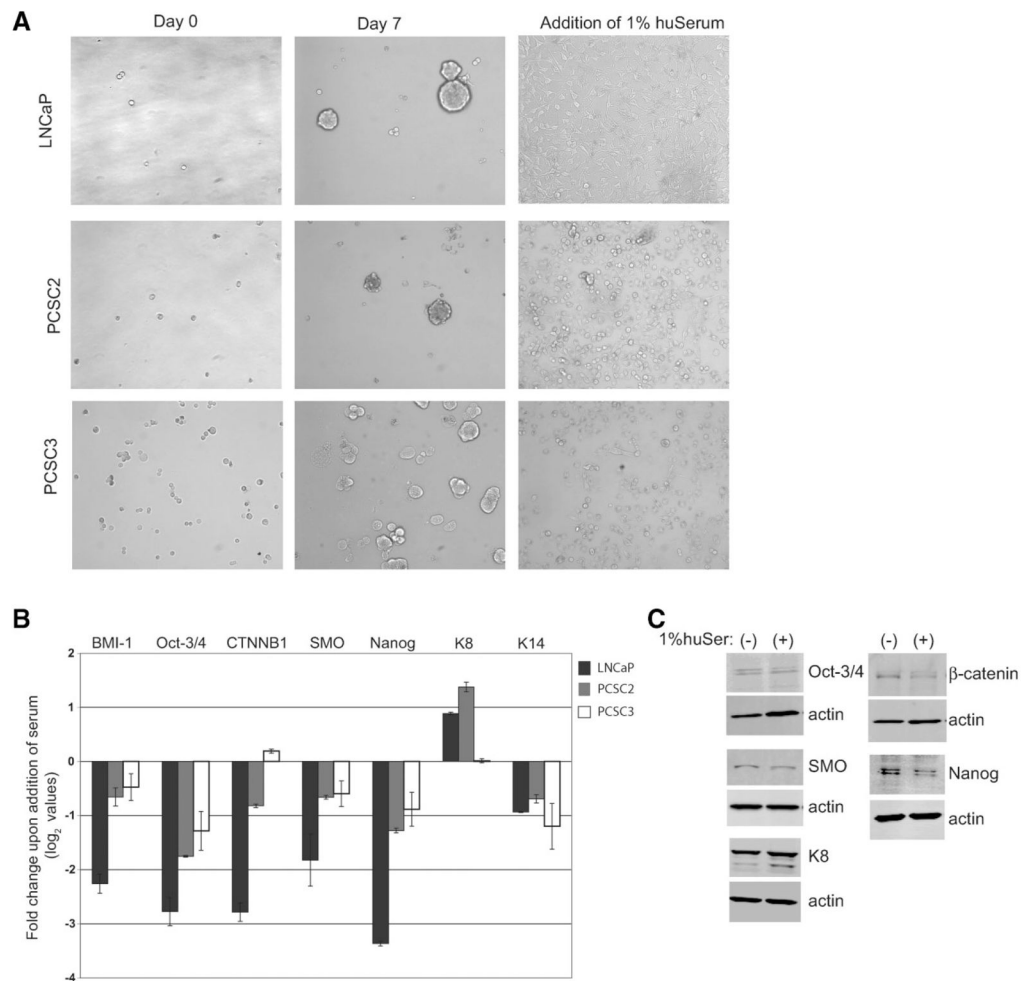 A
Day 0 Day 7 Addition of 1% huSerum
LNCaP
PCSC2
PCSC3
B
BMI-1 Oct-3/4 CTNNB1 SMO Nanog K8 K14
2
1
0
-1
-2
-3
-4
Fold change upon addition of serum
(log₂ values)
LNCaP
PCSC2
PCSC3
C
1%huSer: (-) (+) (-) (+)
Oct-3/4 β-catenin
actin actin
SMO Nanog
actin actin
K8
actin